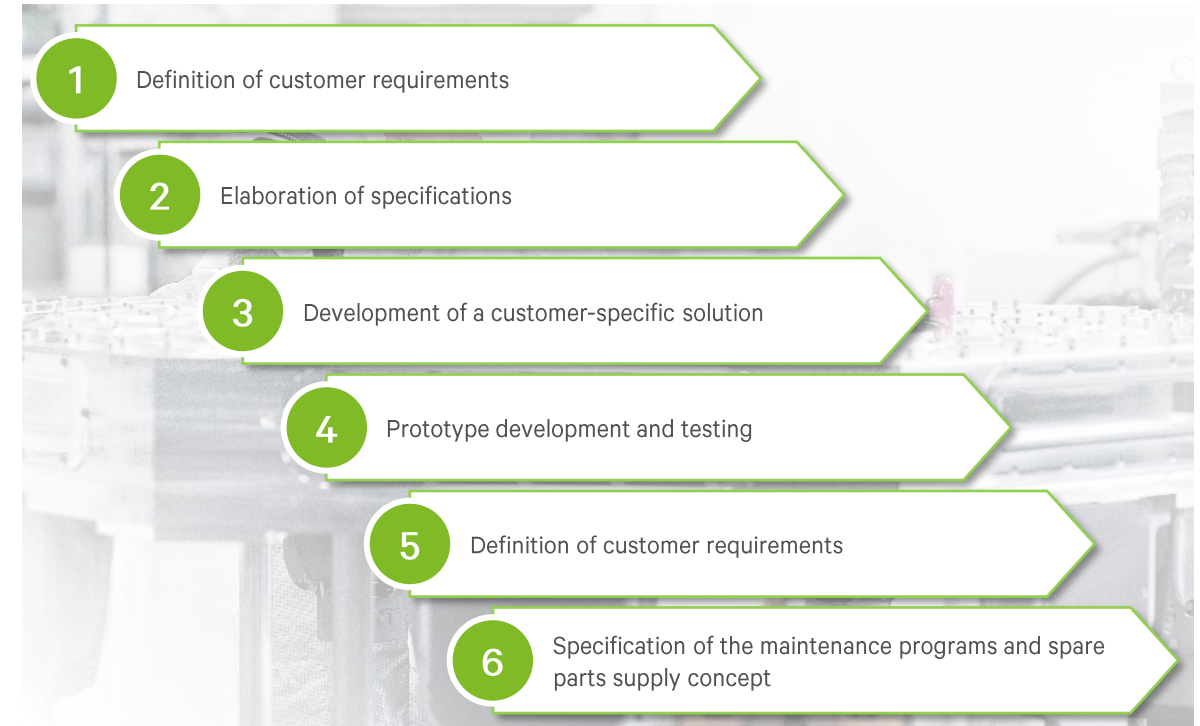 1
Definition of customer requirements
2
Elaboration of specifications
3
Development of a customer-specific solution
4
Prototype development and testing
5
Definition of customer requirements
6
Specification of the maintenance programs and spare
parts supply concept